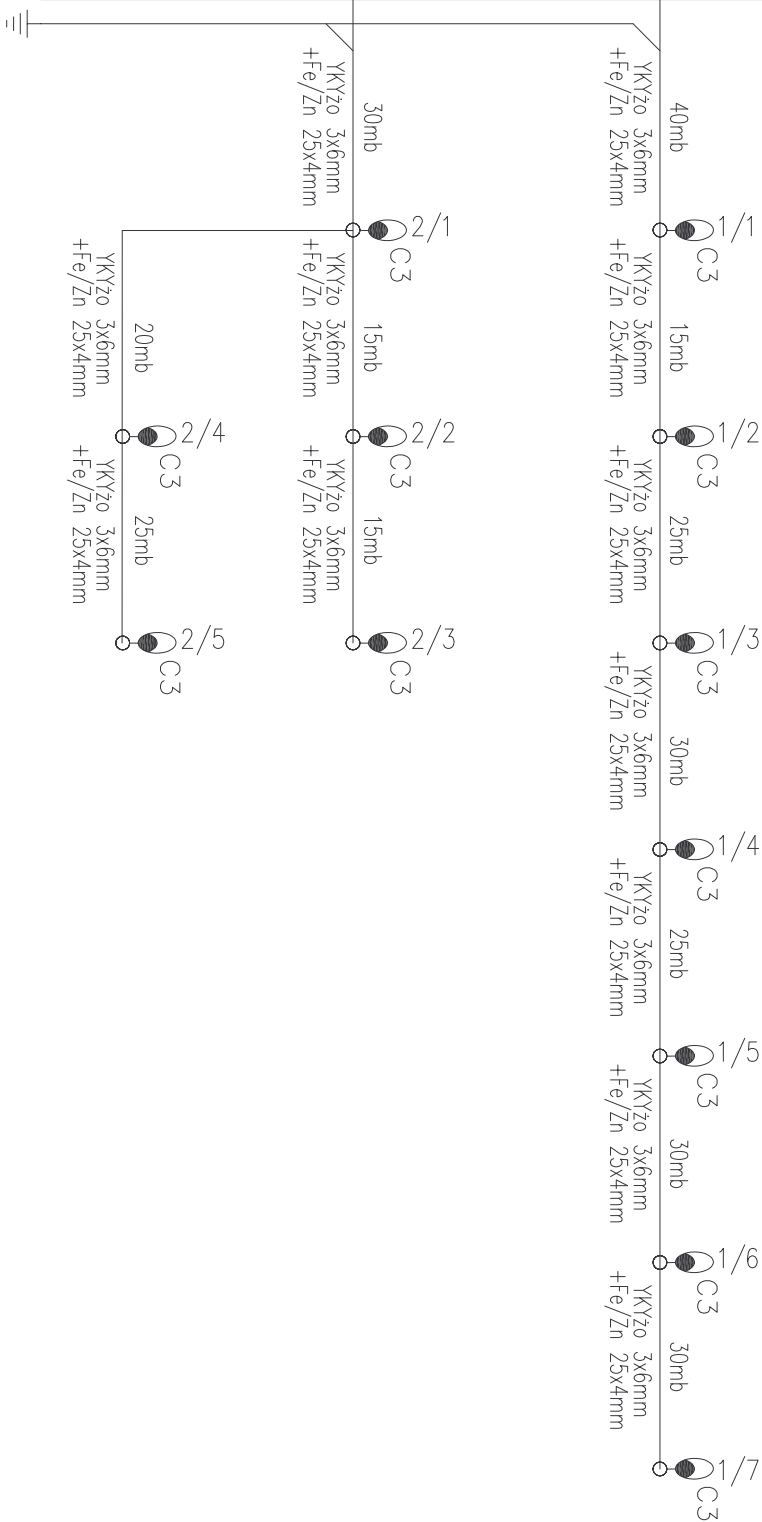 40mb
YKYżo 3x6mm
+Fe/Zn 25x4mm
1/1
C3
15mb
YKYżo 3x6mm
+Fe/Zn 25x4mm
1/2
C3
25mb
YKYżo 3x6mm
+Fe/Zn 25x4mm
1/3
C3
30mb
YKYżo 3x6mm
+Fe/Zn 25x4mm
1/4
C3
25mb
YKYżo 3x6mm
+Fe/Zn 25x4mm
1/5
C3
30mb
YKYżo 3x6mm
+Fe/Zn 25x4mm
1/6
C3
30mb
YKYżo 3x6mm
+Fe/Zn 25x4mm
1/7
C3
30mb
YKYżo 3x6mm
+Fe/Zn 25x4mm
2/1
C3
15mb
YKYżo 3x6mm
+Fe/Zn 25x4mm
2/2
C3
15mb
YKYżo 3x6mm
+Fe/Zn 25x4mm
2/3
C3
20mb
YKYżo 3x6mm
+Fe/Zn 25x4mm
2/4
C3
25mb
YKYżo 3x6mm
+Fe/Zn 25x4mm
2/5
C3